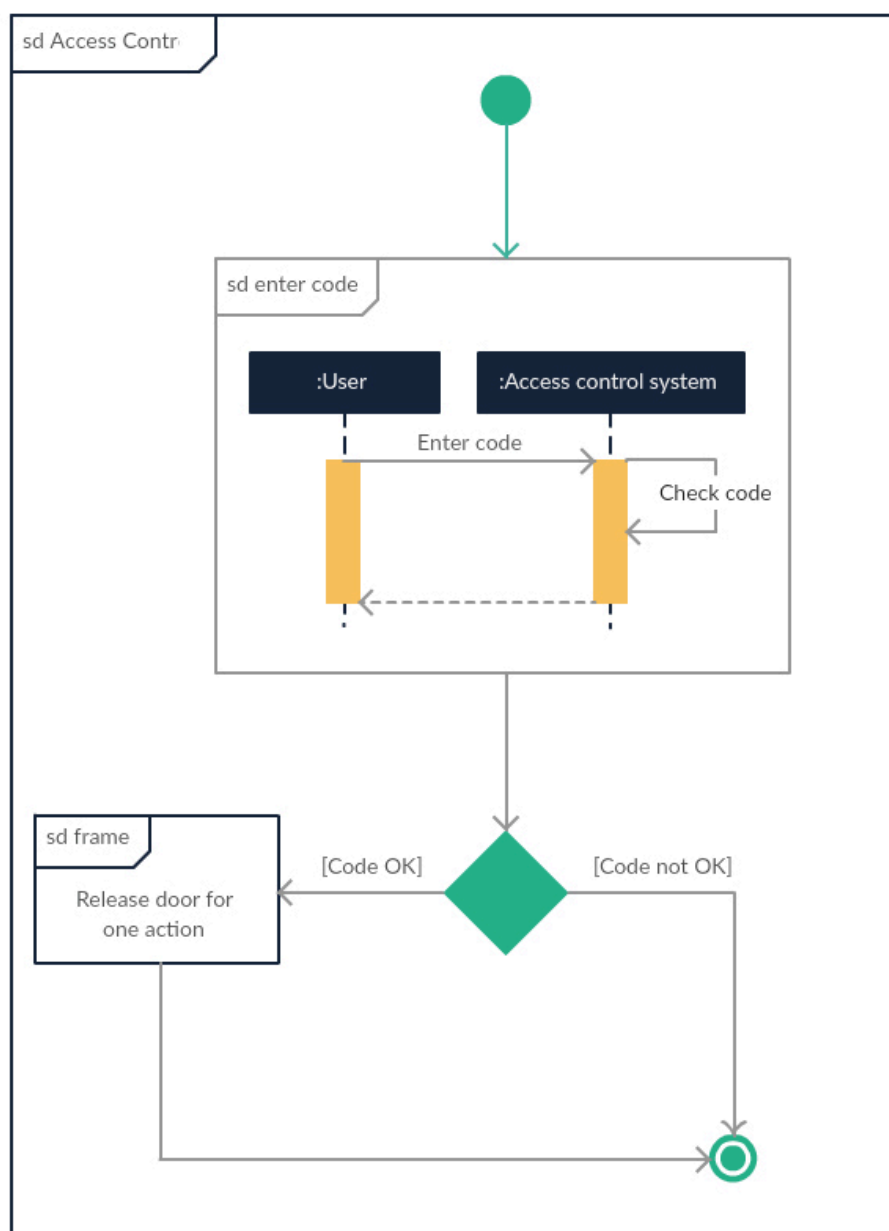 sd Access Contr
sd enter code
:User
:Access control system
Enter code
Check code
[Code OK]
[Code not OK]
sd frame
Release door for
one action